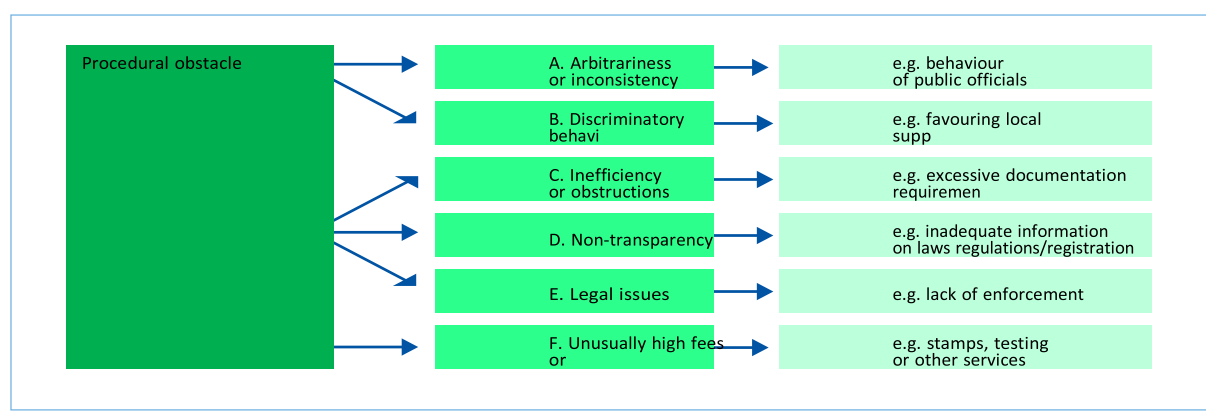 Procedural obstacle
A. Arbitrariness
or inconsistency
e.g. behaviour
of public officials
B. Discriminatory
behavi
e.g. favouring local
supp
C. Inefficiency
or obstructions
e.g. excessive documentation
requiremen
D. Non-transparency
e.g. inadequate information
on laws regulations/registration
E. Legal issues
e.g. lack of enforcement
F. Unusually high fees
or
e.g. stamps, testing
or other services